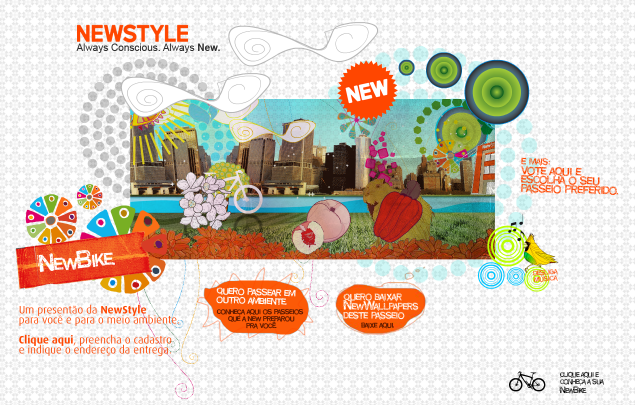 NEWSTYLE
Always Conscious. Always New.
NEW
E MAIS:
VOTE AQUI E
ESCOLHA O SEU
PASSEIO PREFERIDO.
NEWBIKE
DESLIGA
MÚSICA
Um presentão da NewStyle
para você e para o meio ambiente.
Clique aqui, preencha o cadastro
e indique o endereço da entrega.
QUERO PASSEAR EM
OUTRO AMBIENTE
CONHEÇA AQUI OS PASSEIOS
QUE A NEW PREPAROU
PRA VOCÊ
QUERO BAIXAR
NEWWALLPAPERS
DESTE PASSEIO
BAIXE AQUI
CLIQUE AQUI E
CONHEÇA A SUA
NEWBIKE